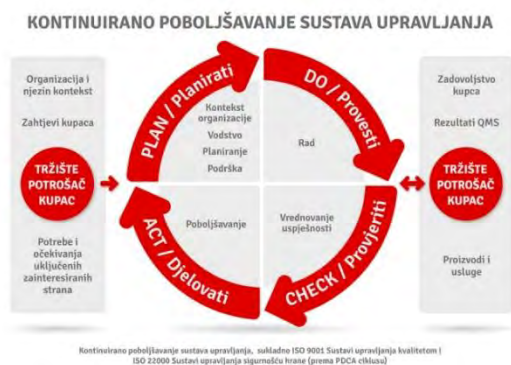 KONTINUIRANO POBOLJŠAVANJE SUSTAVA UPRAVLJANJA
Organizacija i
njezin kontekst
Zahtjevi kupaca
TRŽIŠTE
POTROŠAČ
KUPAC
Potrebe i
očekivanja
uključenih
zainteresiranih
strana
PLAN / Planirati
Kontekst
organizacije
Vodstvo
Planiranje
Podrška
DO / Provesti
Rad
ACT / Djelovati
Poboljšavanje
CHECK / Provjeriti
Vrednovanje
uspješnosti
Zadovoljstvo
kupca
Rezultati QMS
TRŽIŠTE
POTROŠAČ
KUPAC
Proizvodi i
usluge
Kontinuirano poboljšavanje sustava upravljanja, sukladno ISO 9001 Sustavi upravljanja kvalitetom i
ISO 22000 Sustavi upravljanja sigurnošću hrane (prema PDCA ciklusu)